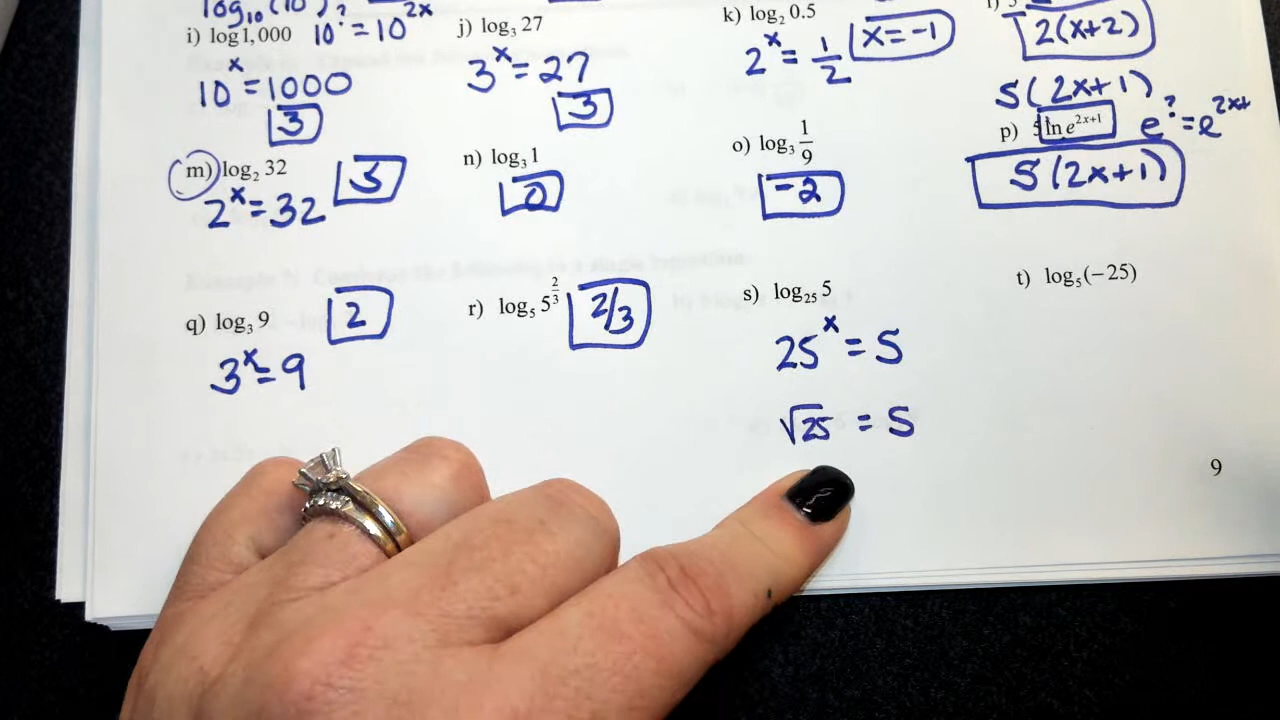 log₁₀(10)?
i) log 1,000 10^? = 10^2x
10^x = 1000
3
j) log₃ 27
3^x = 27
3
k) log₂ 0.5
2^x = 1/2 x = -1
2(x+2)
5(2x+1)
p) 5 ln e^2x+1 e^? = e^2x+
5(2x+1)
m) log₂ 32 5
2^x = 32
n) log₃ 1
0
o) log₃ 1/9
-2
q) log₃ 9 2
3^x = 9
r) log₅ 5^2/3 2/3
s) log₂₅ 5
25^x = 5
√25 = 5
t) log₅(−25)
9